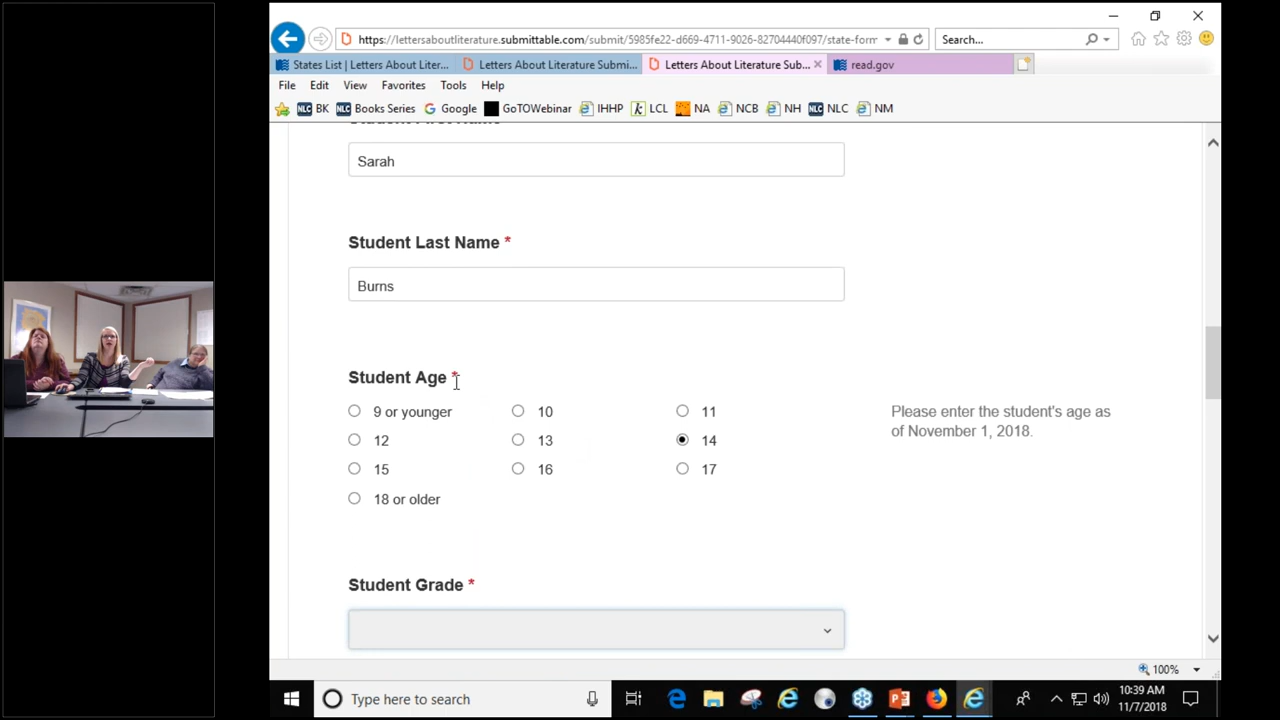 https://lettersaboutliterature.submittable.com/submit/5985fe22-d669-4711-9026-82704440f097/state-form
Search...
States List | Letters About Liter...
Letters About Literature Submi...
Letters About Literature Sub...
read.gov
File Edit View Favorites Tools Help
NLC BK NLC Books Series G Google GoTOWebinar IHHP k LCL NA NCB NH NLC NLC NM
Sarah
Student Last Name *
Burns
Student Age *
9 or younger 10 11
12 13 14
15 16 17
18 or older
Please enter the student's age as
of November 1, 2018.
Student Grade *
100%
Type here to search
10:39 AM
11/7/2018